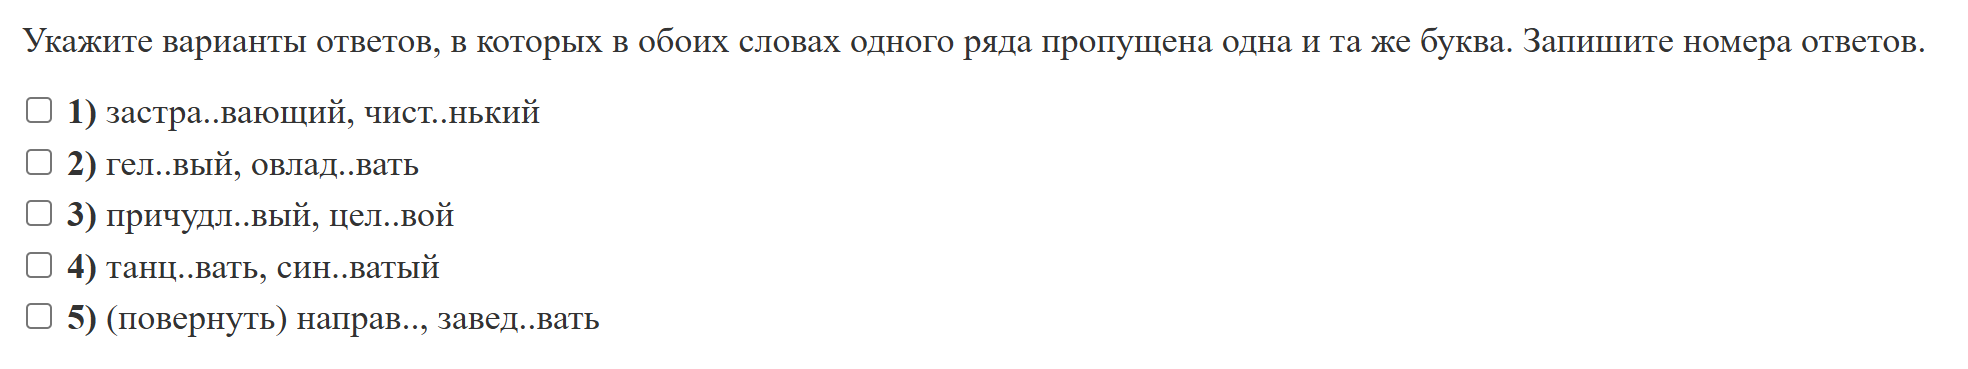 Укажите варианты ответов, в которых в обоих словах одного ряда пропущена одна и та же буква. Запишите номера ответов.
1) застра..вающий, чист..нький
2) гел..вый, овлад..вать
3) причудл..вый, цел..вой
4) танц..вать, син..ватый
5) (повернуть) направ.., завед..вать